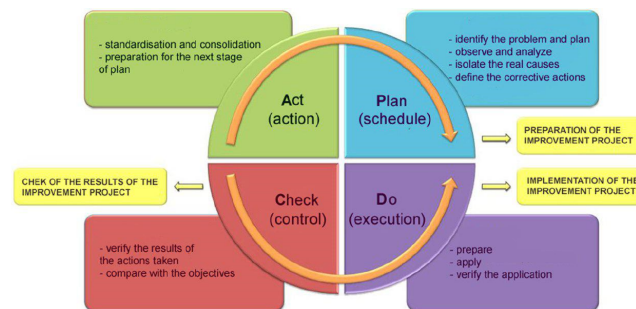 - standardisation and consolidation
- preparation for the next stage
of plan
- identify the problem and plan
- observe and analyze
- isolate the real causes
- define the corrective actions
Act
(action)
Plan
(schedule)
PREPARATION OF THE
IMPROVEMENT PROJECT
CHEK OF THE RESULTS OF THE
IMPROVEMENT PROJECT
IMPLEMENTATION OF THE
IMPROVEMENT PROJECT
Check
(control)
Do
(execution)
- verify the results of
the actions taken
- compare with the objectives
- prepare
- apply
- verify the application